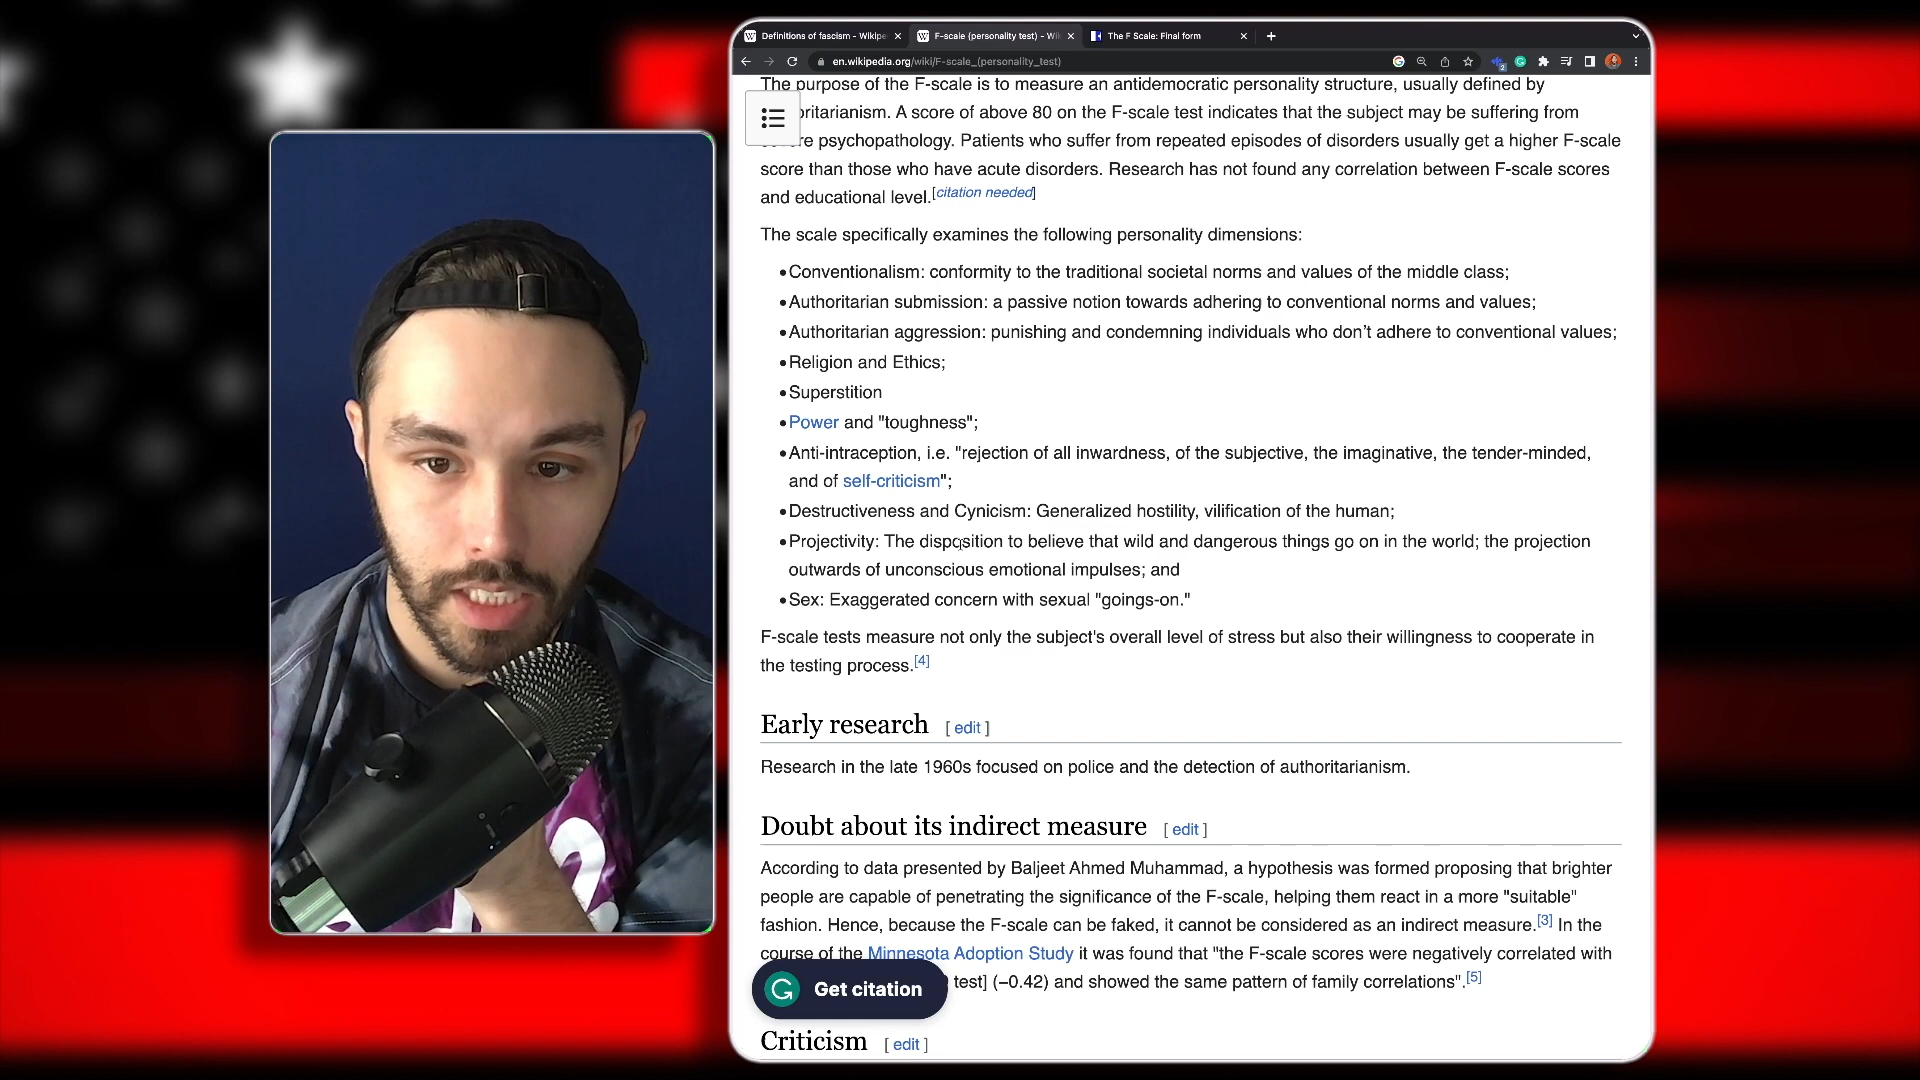 Definitions of fascism - Wikipe
F-scale (personality test) - Wi
The F Scale: Final form
en.wikipedia.org/wiki/F-scale_(personality_test)
2
The purpose of the F-scale is to measure an antidemocratic personality structure, usually defined by
oritarianism. A score of above 80 on the F-scale test indicates that the subject may be suffering from
re psychopathology. Patients who suffer from repeated episodes of disorders usually get a higher F-scale
score than those who have acute disorders. Research has not found any correlation between F-scale scores
and educational level.[citation needed]
The scale specifically examines the following personality dimensions:
•Conventionalism: conformity to the traditional societal norms and values of the middle class;
•Authoritarian submission: a passive notion towards adhering to conventional norms and values;
•Authoritarian aggression: punishing and condemning individuals who don't adhere to conventional values;
•Religion and Ethics;
•Superstition
•Power and "toughness";
•Anti-intraception, i.e. "rejection of all inwardness, of the subjective, the imaginative, the tender-minded,
and of self-criticism";
•Destructiveness and Cynicism: Generalized hostility, vilification of the human;
•Projectivity: The disposition to believe that wild and dangerous things go on in the world; the projection
outwards of unconscious emotional impulses; and
•Sex: Exaggerated concern with sexual "goings-on."
F-scale tests measure not only the subject's overall level of stress but also their willingness to cooperate in
the testing process.[4]
Early research [ edit ]
Research in the late 1960s focused on police and the detection of authoritarianism.
Doubt about its indirect measure [ edit ]
According to data presented by Baljeet Ahmed Muhammad, a hypothesis was formed proposing that brighter
people are capable of penetrating the significance of the F-scale, helping them react in a more "suitable"
fashion. Hence, because the F-scale can be faked, it cannot be considered as an indirect measure.[3] In the
course of the Minnesota Adoption Study it was found that "the F-scale scores were negatively correlated with
test] (−0.42) and showed the same pattern of family correlations".[5]
Get citation
Criticism [ edit ]